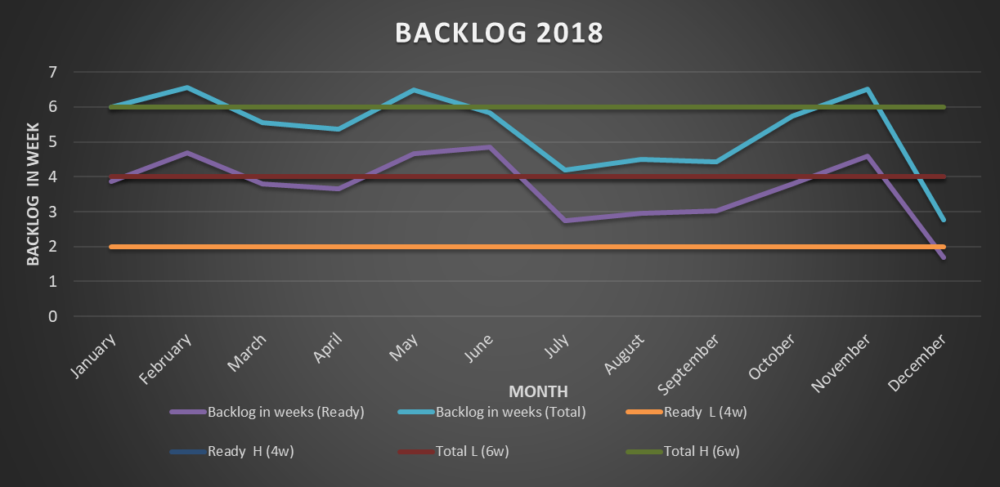 BACKLOG 2018
BACKLOG  IN WEEK
7
6
5
4
3
2
1
0
January
February
March
April
May
June
July
August
September
October
November
December
MONTH
Backlog in weeks (Ready)
Backlog in weeks (Total)
Ready  L (4w)
Ready  H (4w)
Total L (6w)
Total H (6w)